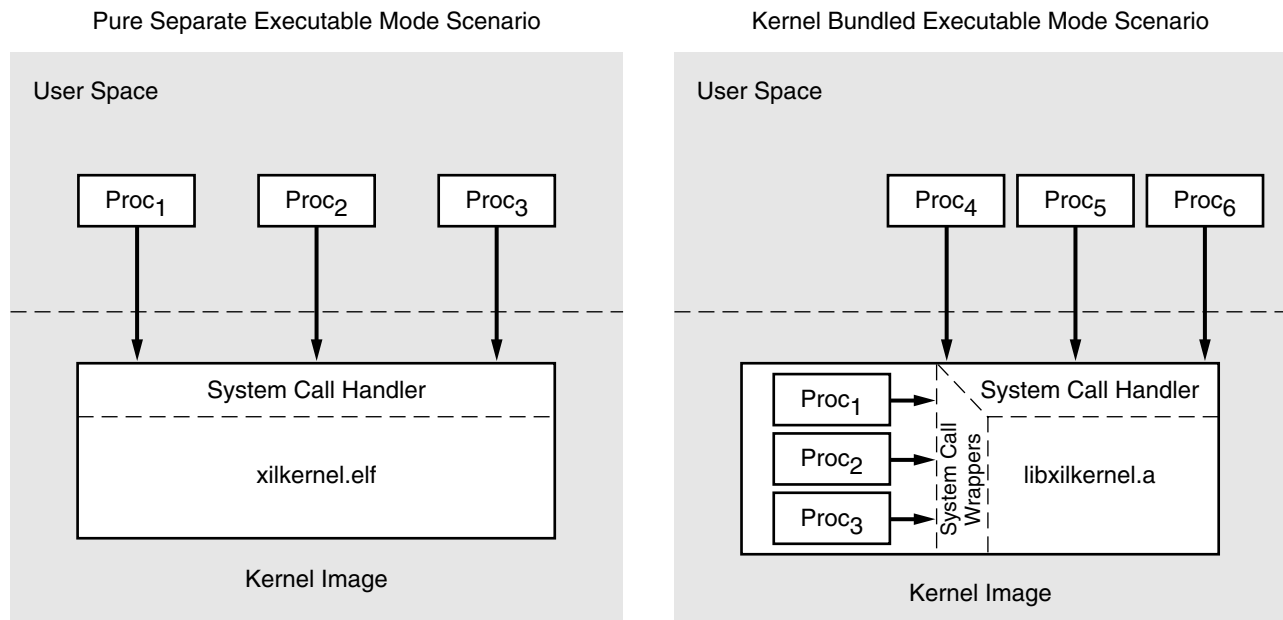 Pure Separate Executable Mode Scenario
User Space
Proc1
Proc2
Proc3
System Call Handler
xilkernel.elf
Kernel Image
Kernel Bundled Executable Mode Scenario
User Space
Proc4
Proc5
Proc6
Proc1
Proc2
Proc3
System Call
Wrappers
System Call Handler
libxilkernel.a
Kernel Image